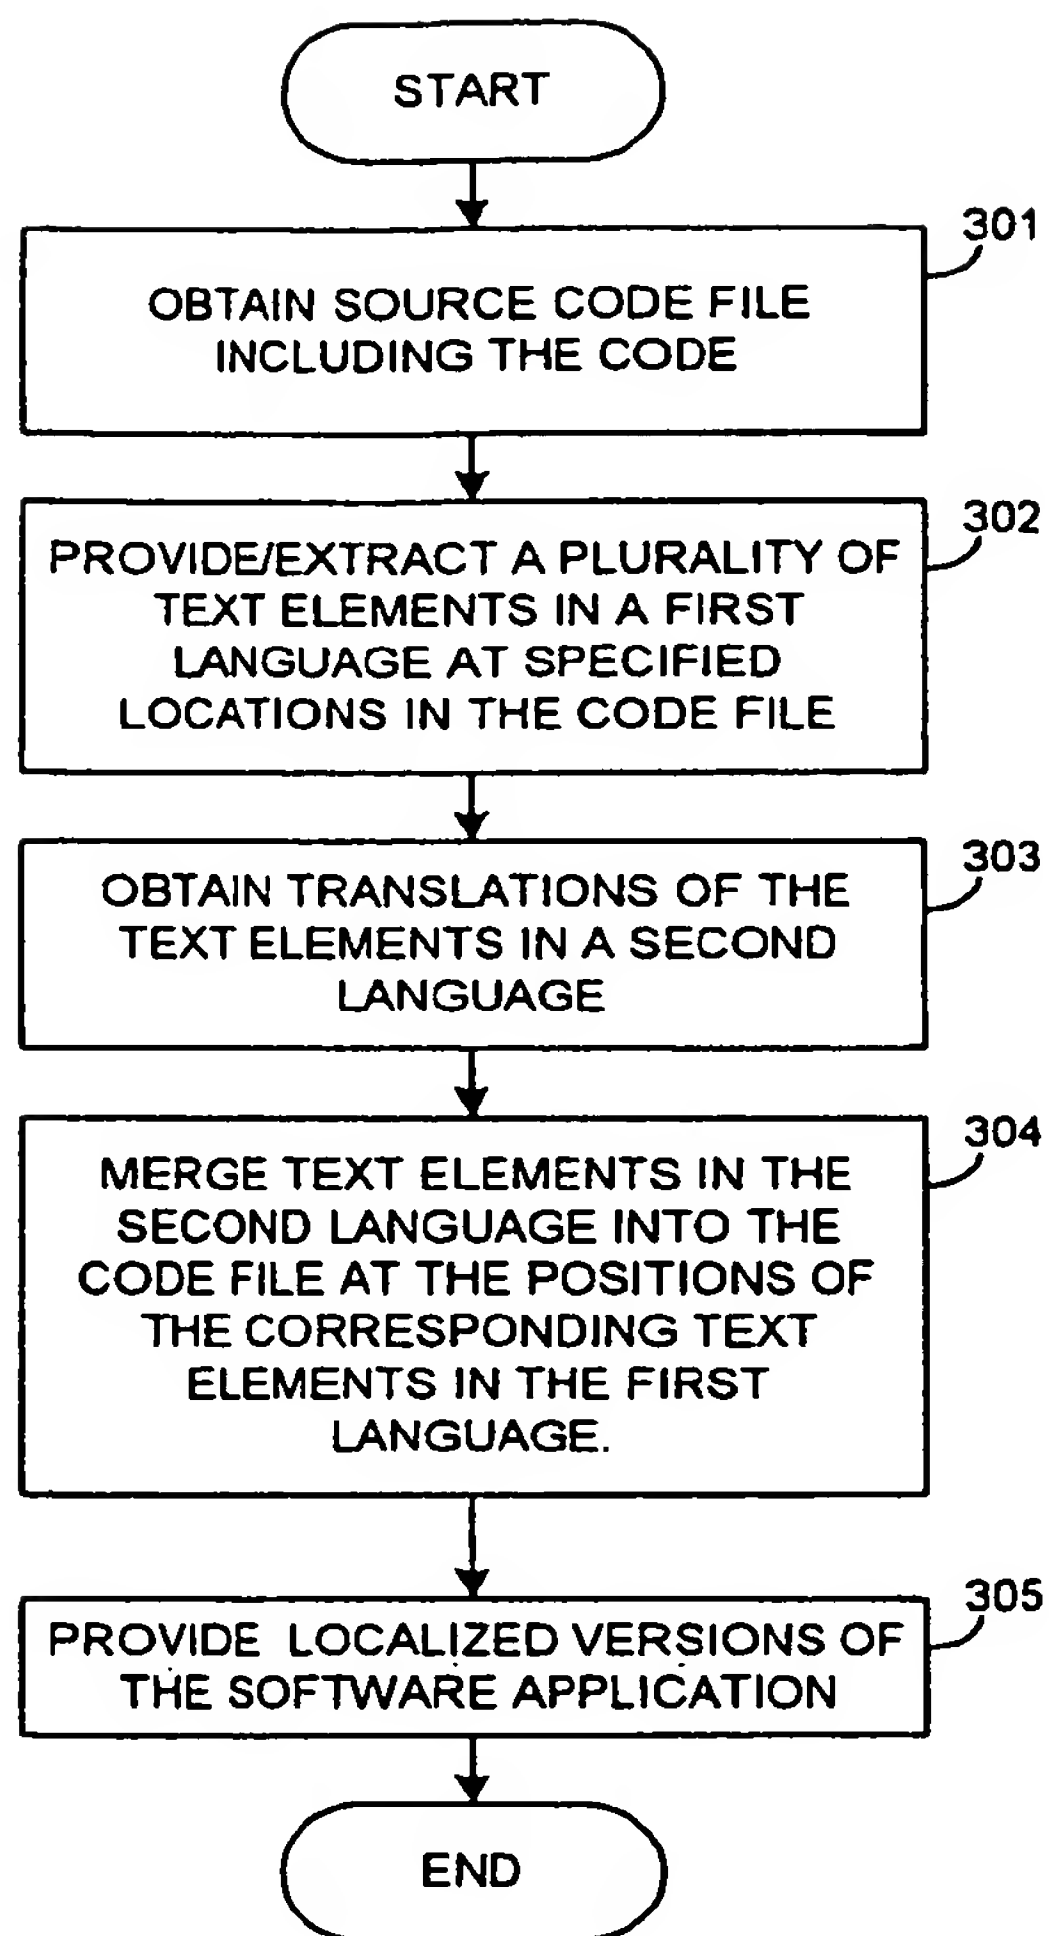 START
301
OBTAIN SOURCE CODE FILE
INCLUDING THE CODE
302
PROVIDE/EXTRACT A PLURALITY OF
TEXT ELEMENTS IN A FIRST
LANGUAGE AT SPECIFIED
LOCATIONS IN THE CODE FILE
303
OBTAIN TRANSLATIONS OF THE
TEXT ELEMENTS IN A SECOND
LANGUAGE
304
MERGE TEXT ELEMENTS IN THE
SECOND LANGUAGE INTO THE
CODE FILE AT THE POSITIONS OF
THE CORRESPONDING TEXT
ELEMENTS IN THE FIRST
LANGUAGE.
305
PROVIDE LOCALIZED VERSIONS OF
THE SOFTWARE APPLICATION
END